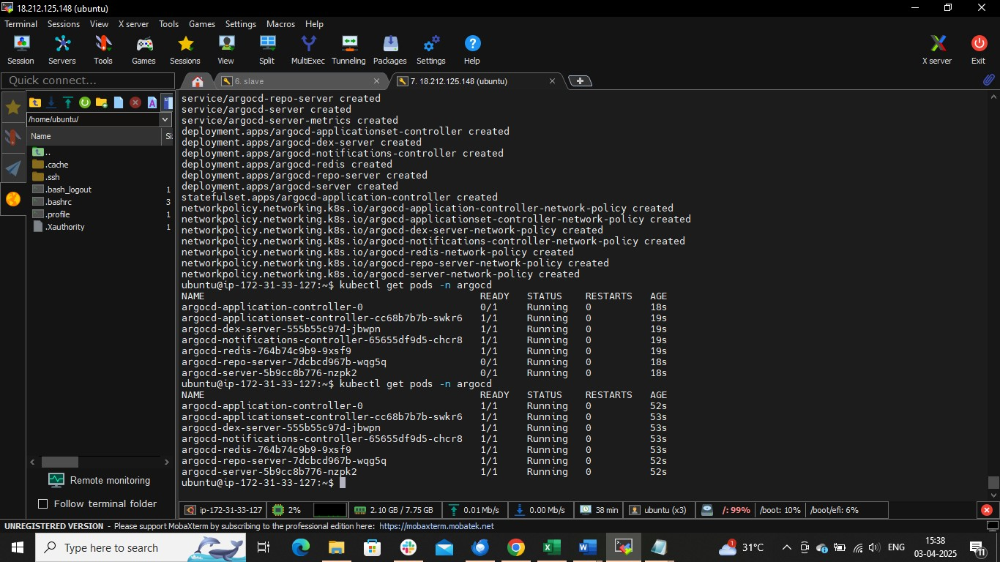 18.212.125.148 (ubuntu)
Terminal Sessions View X server Tools Games Settings Macros Help
Session Servers Tools Games Sessions View Split MultiExec Tunneling Packages Settings Help X server Exit
Quick connect...
6. slave
7. 18.212.125.148 (ubuntu)
/home/ubuntu/
Name Si
..
.cache
.ssh
.bash_logout 1
.bashrc 3
.profile 1
.Xauthority 1
service/argocd-repo-server created
service/argocd-server created
service/argocd-server-metrics created
deployment.apps/argocd-applicationset-controller created
deployment.apps/argocd-dex-server created
deployment.apps/argocd-notifications-controller created
deployment.apps/argocd-redis created
deployment.apps/argocd-repo-server created
deployment.apps/argocd-server created
statefulset.apps/argocd-application-controller created
networkpolicy.networking.k8s.io/argocd-application-controller-network-policy created
networkpolicy.networking.k8s.io/argocd-applicationset-controller-network-policy created
networkpolicy.networking.k8s.io/argocd-dex-server-network-policy created
networkpolicy.networking.k8s.io/argocd-notifications-controller-network-policy created
networkpolicy.networking.k8s.io/argocd-redis-network-policy created
networkpolicy.networking.k8s.io/argocd-repo-server-network-policy created
networkpolicy.networking.k8s.io/argocd-server-network-policy created
ubuntu@ip-172-31-33-127:~$ kubectl get pods -n argocd
NAME READY STATUS RESTARTS AGE
argocd-application-controller-0 0/1 Running 0 18s
argocd-applicationset-controller-cc68b7b7b-swkr6 1/1 Running 0 19s
argocd-dex-server-555b55c97d-jbwpn 1/1 Running 0 19s
argocd-notifications-controller-65655df9d5-chcr8 1/1 Running 0 19s
argocd-redis-764b74c9b9-9xsf9 1/1 Running 0 19s
argocd-repo-server-7dcbcd967b-wqg5q 0/1 Running 0 18s
argocd-server-5b9cc8b776-nzpk2 0/1 Running 0 18s
ubuntu@ip-172-31-33-127:~$ kubectl get pods -n argocd
NAME READY STATUS RESTARTS AGE
argocd-application-controller-0 1/1 Running 0 52s
argocd-applicationset-controller-cc68b7b7b-swkr6 1/1 Running 0 53s
argocd-dex-server-555b55c97d-jbwpn 1/1 Running 0 53s
argocd-notifications-controller-65655df9d5-chcr8 1/1 Running 0 53s
argocd-redis-764b74c9b9-9xsf9 1/1 Running 0 53s
argocd-repo-server-7dcbcd967b-wqg5q 1/1 Running 0 52s
argocd-server-5b9cc8b776-nzpk2 1/1 Running 0 52s
ubuntu@ip-172-31-33-127:~$
Remote monitoring
Follow terminal folder
ip-172-31-33-127 2% 2.10 GB / 7.75 GB 0.01 Mb/s 0.00 Mb/s 38 min ubuntu (x3) /: 99% /boot: 10% /boot/efi: 6%
UNREGISTERED VERSION - Please support MobaXterm by subscribing to the professional edition here: https://mobaxterm.mobatek.net
Type here to search
1
31°C
ENG
15:38
03-04-2025
11